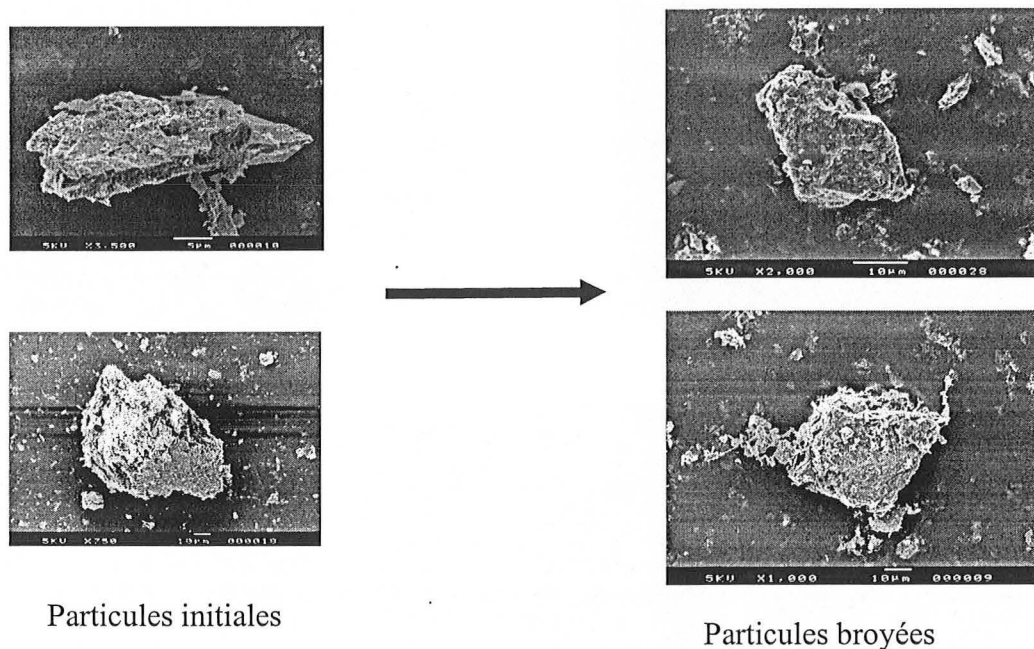 5KV X3,500 5µm 000010
5KV X2,000 10µm 000028
5KV X750 10µm 000019
5KV X1,000 10µm 000009
Particules initiales
Particules broyées